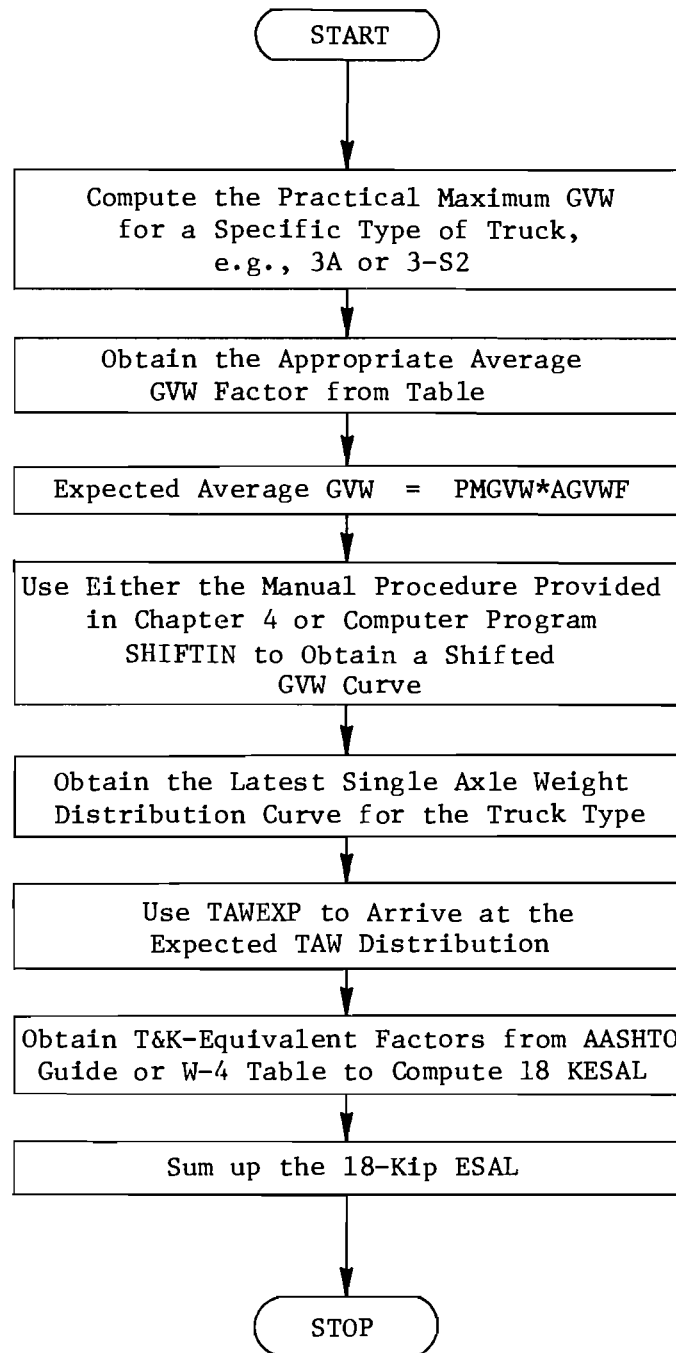 START
Compute the Practical Maximum GVW
for a Specific Type of Truck,
e.g., 3A or 3-S2
Obtain the Appropriate Average
GVW Factor from Table
Expected Average GVW = PMGVW*AGVWF
Use Either the Manual Procedure Provided
in Chapter 4 or Computer Program
SHIFTIN to Obtain a Shifted
GVW Curve
Obtain the Latest Single Axle Weight
Distribution Curve for the Truck Type
Use TAWEXP to Arrive at the
Expected TAW Distribution
Obtain T&K-Equivalent Factors from AASHTO
Guide or W-4 Table to Compute 18 KESAL
Sum up the 18-Kip ESAL
STOP